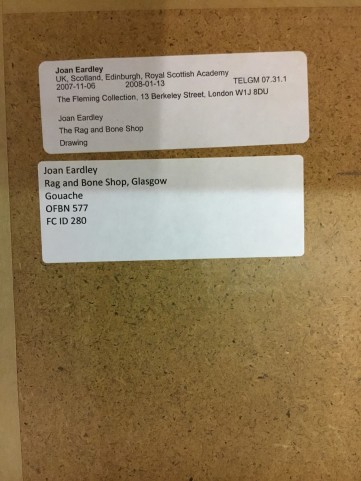 Joan Eardley
UK, Scotland, Edinburgh, Royal Scottish Academy
2007-11-06 2008-01-13 TELGM 07.31.1
The Fleming Collection, 13 Berkeley Street, London W1J 8DU
Joan Eardley
The Rag and Bone Shop
Drawing
Joan Eardley
Rag and Bone Shop, Glasgow
Gouache
OFBN 577
FC ID 280